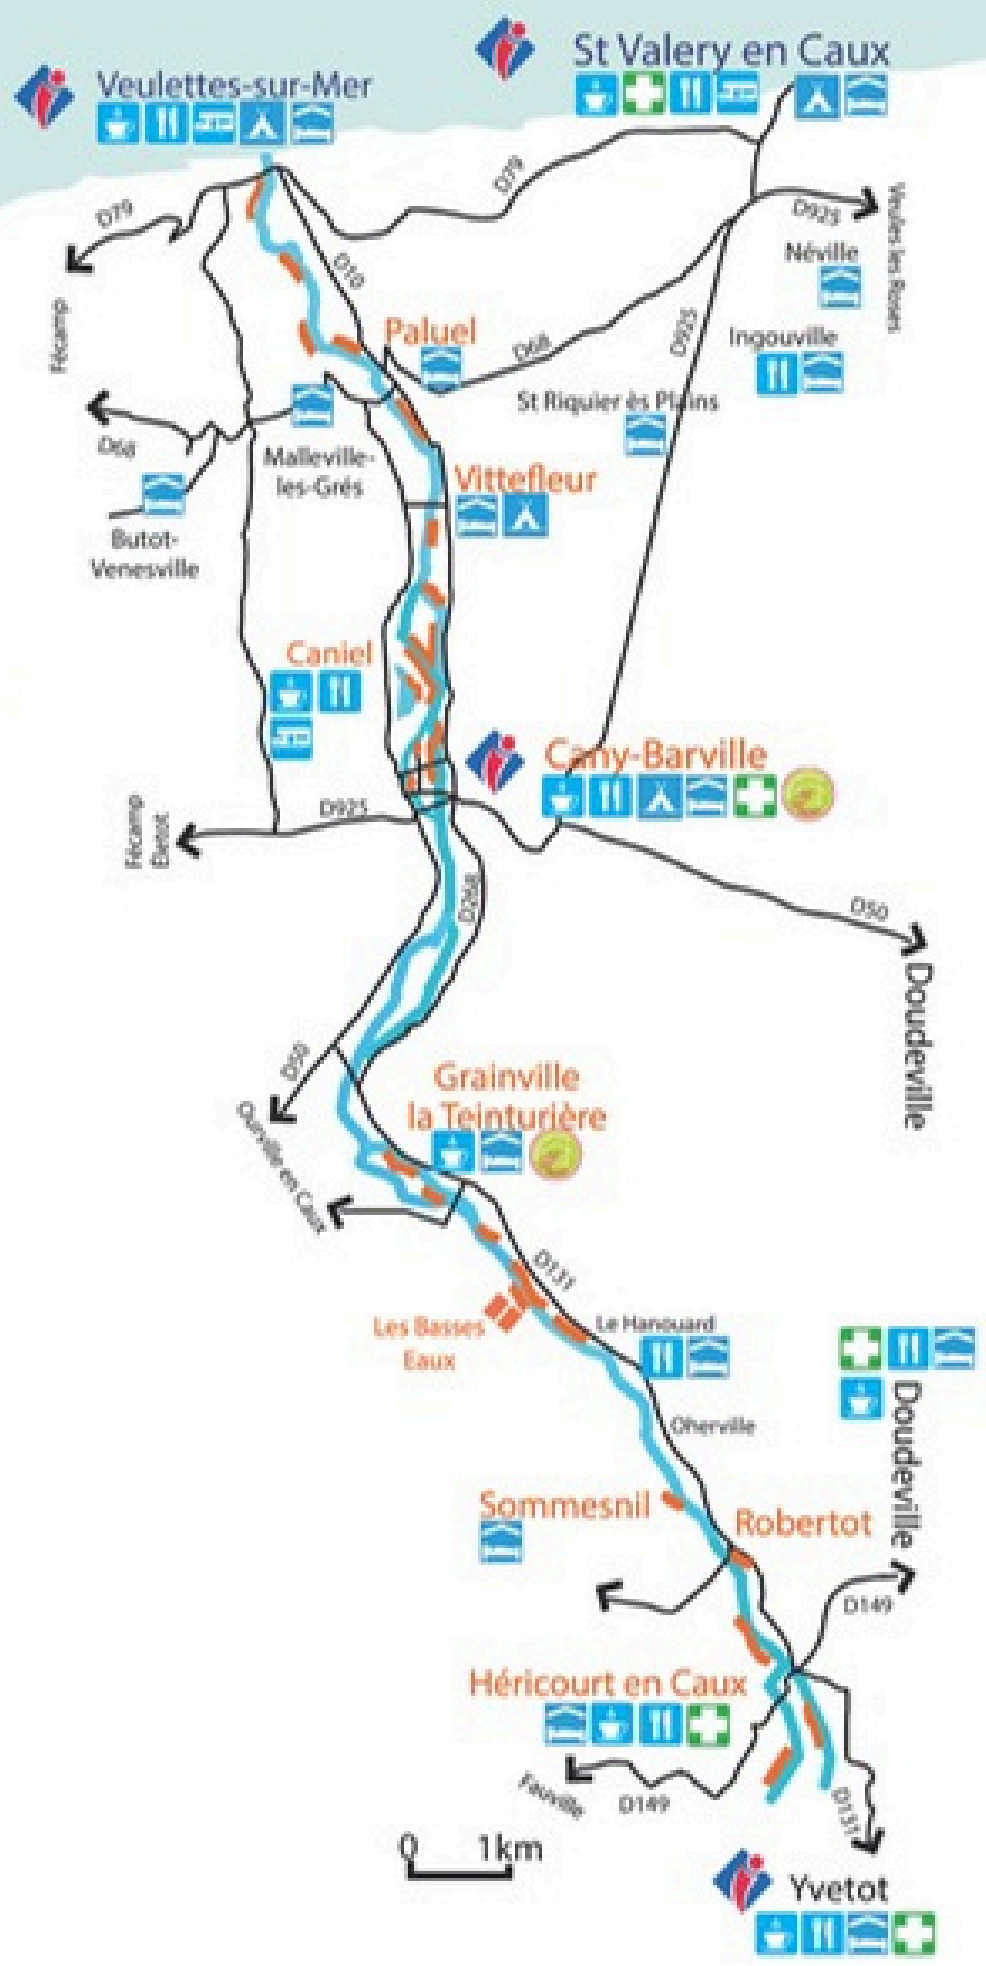 St Valery en Caux
Veulettes-sur-Mer
D79
D79
D925
Veules les Roses
Néville
D10
Fécamp
Paluel
D68
D925
Ingouville
St Riquier ès Plains
D68
Malleville-
les-Grés
Vittefleur
Butot-
Venesville
Caniel
Cany-Barville
D925
Fécamp
Eletot
D268
D50
Doudeville
D50
Grainville
la Teinturière
Ourville en Caux
D131
Les Basses
Eaux
Le Hanouard
Doudeville
Oherville
Sommesnil
Robertot
D149
Héricourt en Caux
Fauville
D149
D131
0 1km
Yvetot